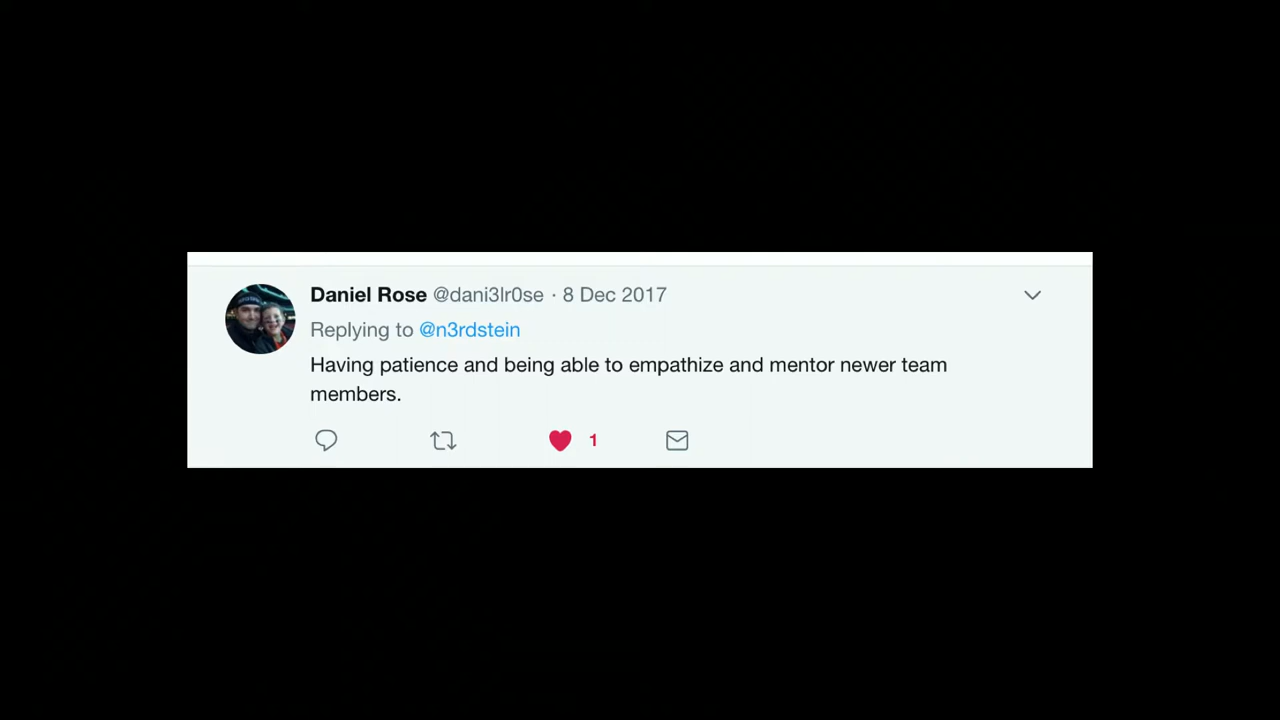 Daniel Rose @dani3lr0se · 8 Dec 2017
Replying to @n3rdstein
Having patience and being able to empathize and mentor newer team
members.
1